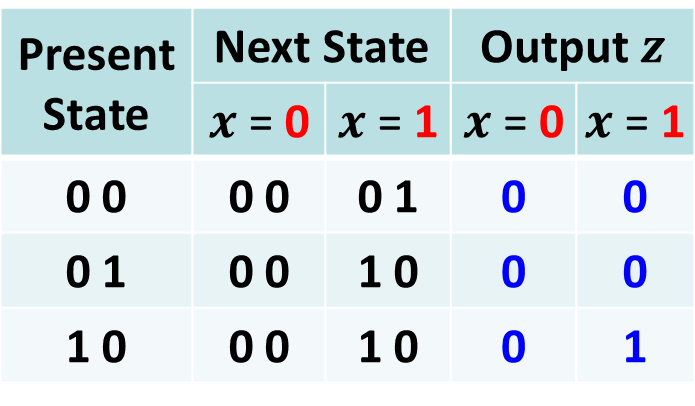 Present State Next State Output z
x = 0 x = 1 x = 0 x = 1
0 0 0 0 0 1 0 0
0 1 0 0 1 0 0 0
1 0 0 0 1 0 0 1